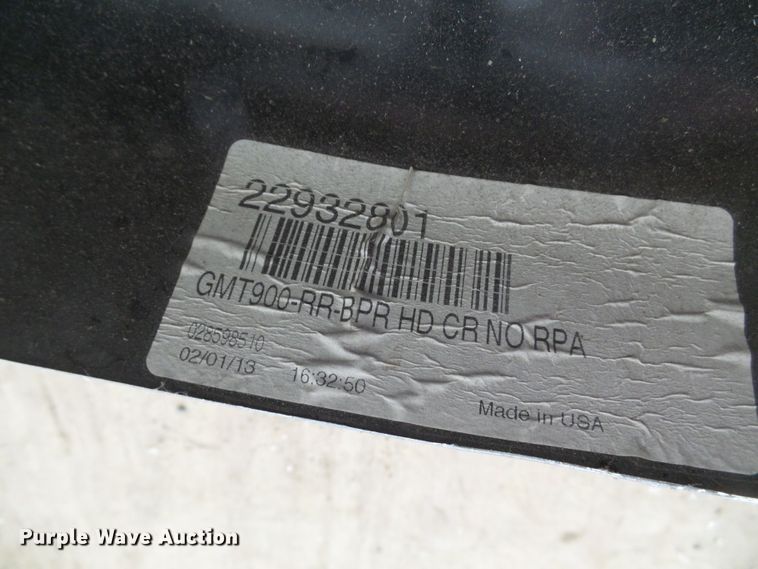 22932801
GMT900-RR-BPR HD CR NO RPA
028598510
02/01/13 16:32:50
Made in USA
Purple Wave Auction